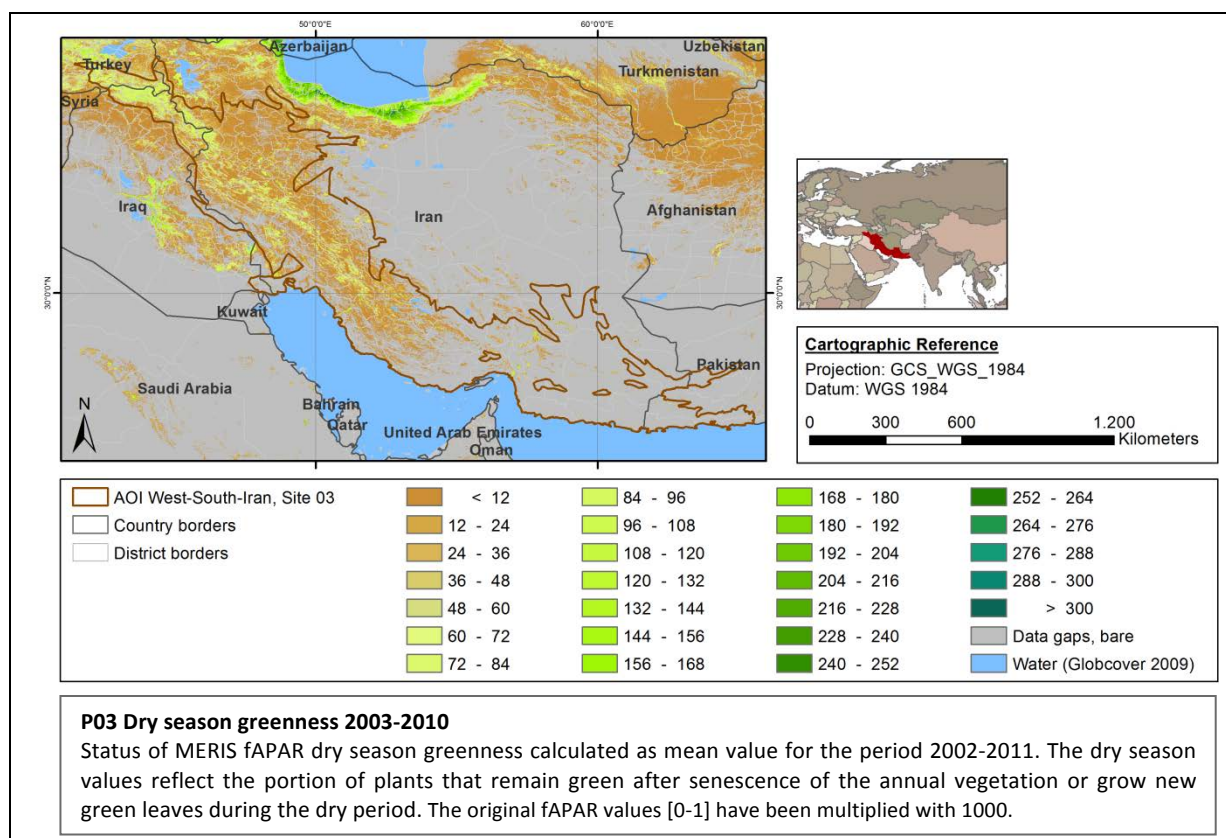 50°0'0"E
60°0'0"E
Azerbaijan
Uzbekistan
Turkey
Turkmenistan
Syria
Iraq
Iran
Afghanistan
30°0'0"N
30°0'0"N
Kuwait
Pakistan
Saudi Arabia
N
Bahrain
Qatar
United Arab Emirates
Oman
50°0'0"E
60°0'0"E
Cartographic Reference
Projection: GCS_WGS_1984
Datum: WGS 1984
0 300 600 1.200
Kilometers
AOI West-South-Iran, Site 03
Country borders
District borders
< 12
12 - 24
24 - 36
36 - 48
48 - 60
60 - 72
72 - 84
84 - 96
96 - 108
108 - 120
120 - 132
132 - 144
144 - 156
156 - 168
168 - 180
180 - 192
192 - 204
204 - 216
216 - 228
228 - 240
240 - 252
252 - 264
264 - 276
276 - 288
288 - 300
> 300
Data gaps, bare
Water (Globcover 2009)
P03 Dry season greenness 2003-2010
Status of MERIS fAPAR dry season greenness calculated as mean value for the period 2002-2011. The dry season
values reflect the portion of plants that remain green after senescence of the annual vegetation or grow new
green leaves during the dry period. The original fAPAR values [0-1] have been multiplied with 1000.